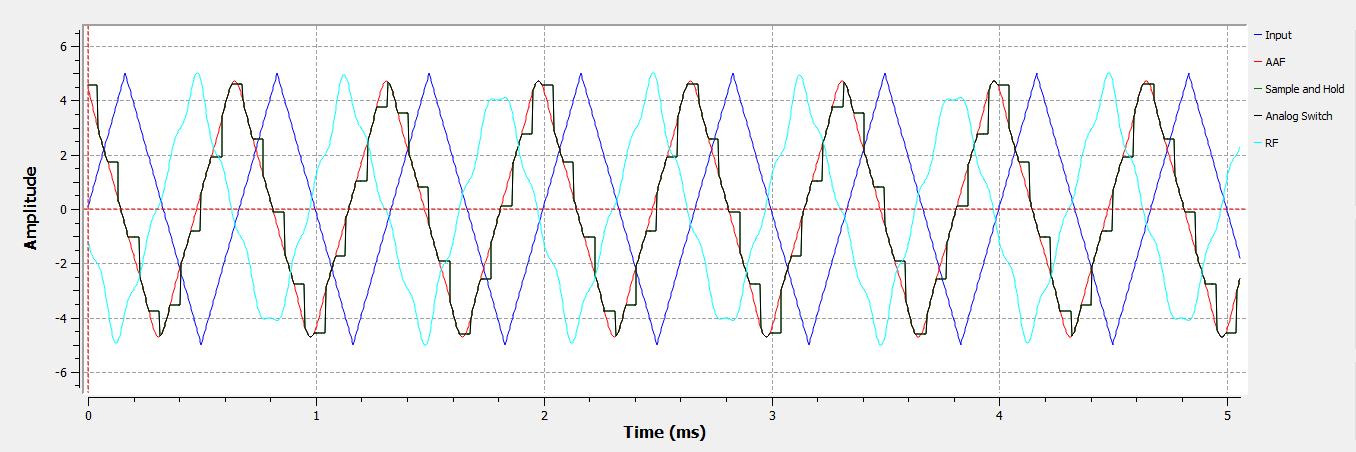 6
4
2
0
-2
-4
-6
Amplitude
0 1 2 3 4 5
Time (ms)
Input
AAF
Sample and Hold
Analog Switch
RF